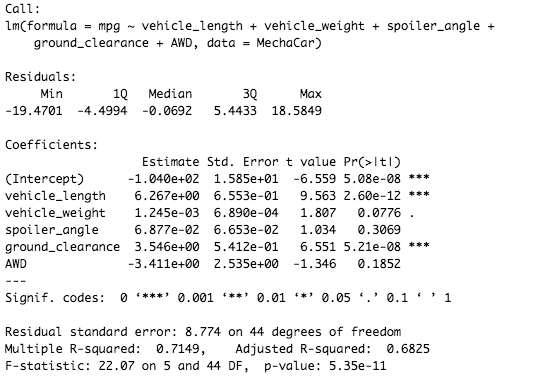 Call:
lm(formula = mpg ~ vehicle_length + vehicle_weight + spoiler_angle +
    ground_clearance + AWD, data = MechaCar)

Residuals:
     Min       1Q   Median       3Q      Max
-19.4701  -4.4994  -0.0692   5.4433  18.5849

Coefficients:
                   Estimate Std. Error t value Pr(>|t|)
(Intercept)      -1.040e+02  1.585e+01  -6.559 5.08e-08 ***
vehicle_length    6.267e+00  6.553e-01   9.563 2.60e-12 ***
vehicle_weight    1.245e-03  6.890e-04   1.807   0.0776 .
spoiler_angle     6.877e-02  6.653e-02   1.034   0.3069
ground_clearance  3.546e+00  5.412e-01   6.551 5.21e-08 ***
AWD              -3.411e+00  2.535e+00  -1.346   0.1852
---
Signif. codes:  0 ‘***’ 0.001 ‘**’ 0.01 ‘*’ 0.05 ‘.’ 0.1 ‘ ’ 1

Residual standard error: 8.774 on 44 degrees of freedom
Multiple R-squared:  0.7149,	Adjusted R-squared:  0.6825
F-statistic: 22.07 on 5 and 44 DF,  p-value: 5.35e-11